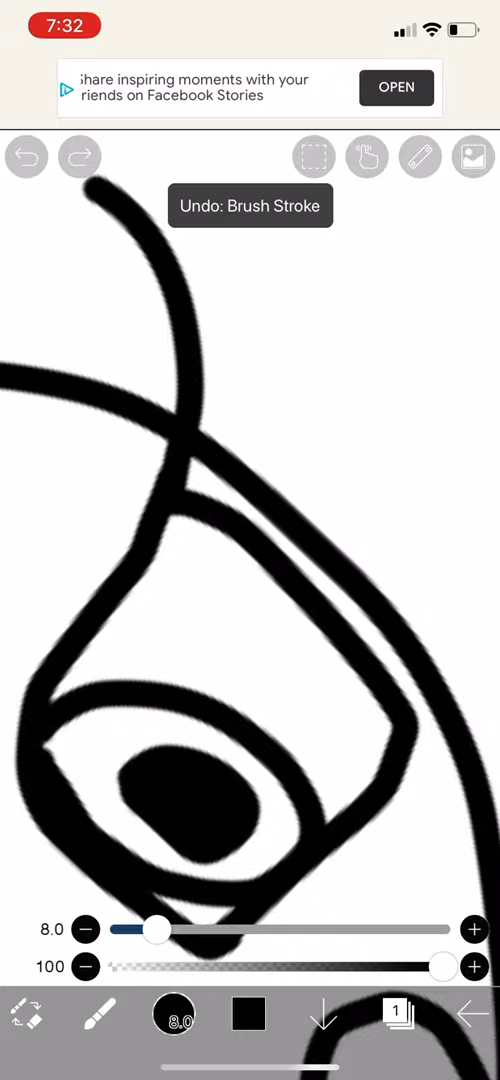 7:32
Share inspiring moments with your
riends on Facebook Stories
OPEN
Undo: Brush Stroke
8.0
100
8.0
1